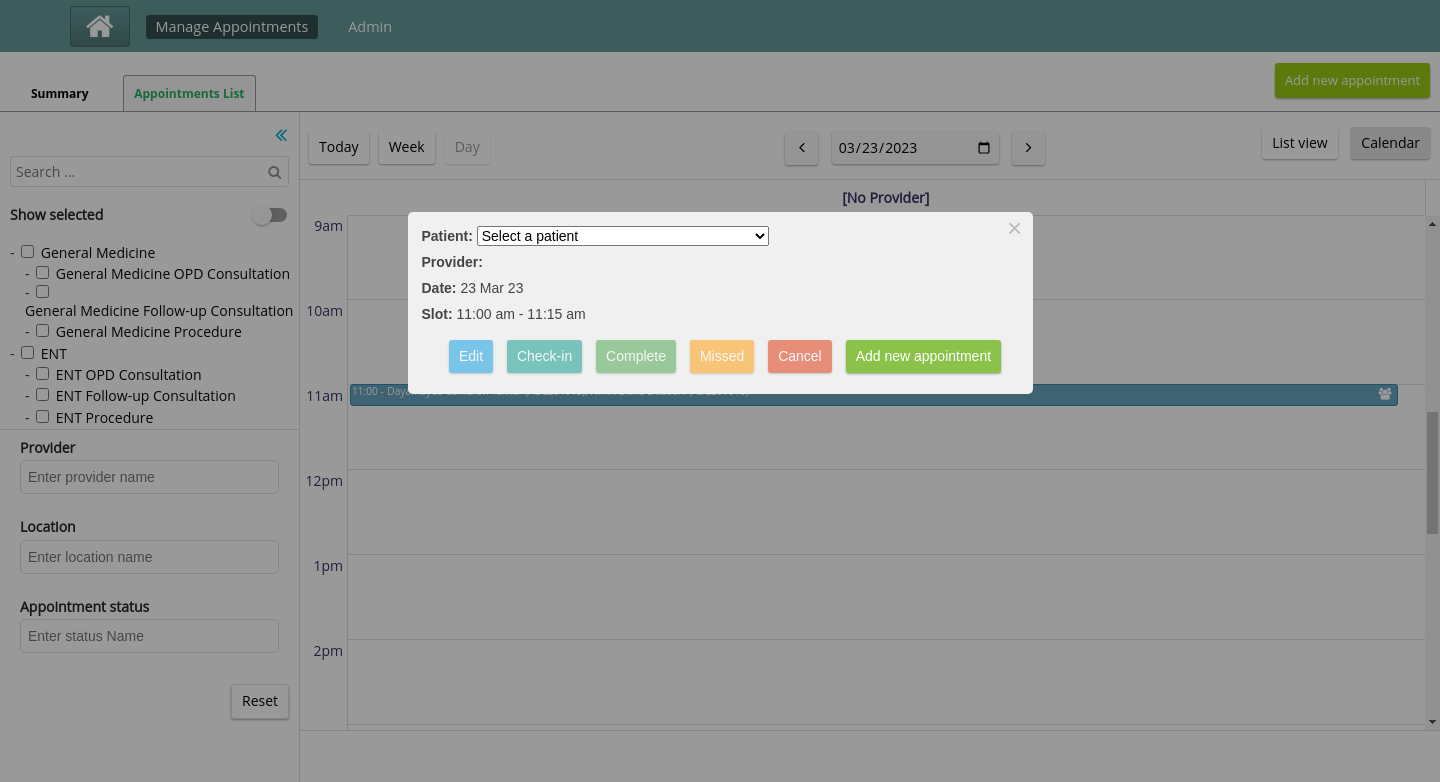 Manage Appointments
Admin
Summary
Appointments List
Add new appointment
Search ...
Show selected
- General Medicine
- General Medicine OPD Consultation
-
General Medicine Follow-up Consultation
- General Medicine Procedure
- ENT
- ENT OPD Consultation
- ENT Follow-up Consultation
- ENT Procedure
Provider
Enter provider name
Location
Enter location name
Appointment status
Enter status Name
Reset
Today
Week
Day
03/23/2023
List view
Calendar
[No Provider]
9am
10am
11am
12pm
1pm
2pm
11:00 -
Patient: Select a patient
×
Provider:
Date: 23 Mar 23
Slot: 11:00 am - 11:15 am
Edit
Check-in
Complete
Missed
Cancel
Add new appointment